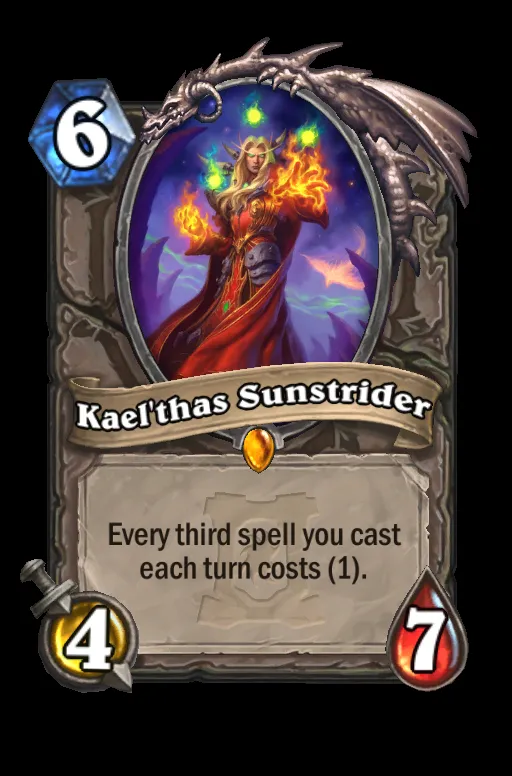 6
Kael'thas Sunstrider
Every third spell you cast
each turn costs (1).
4
7